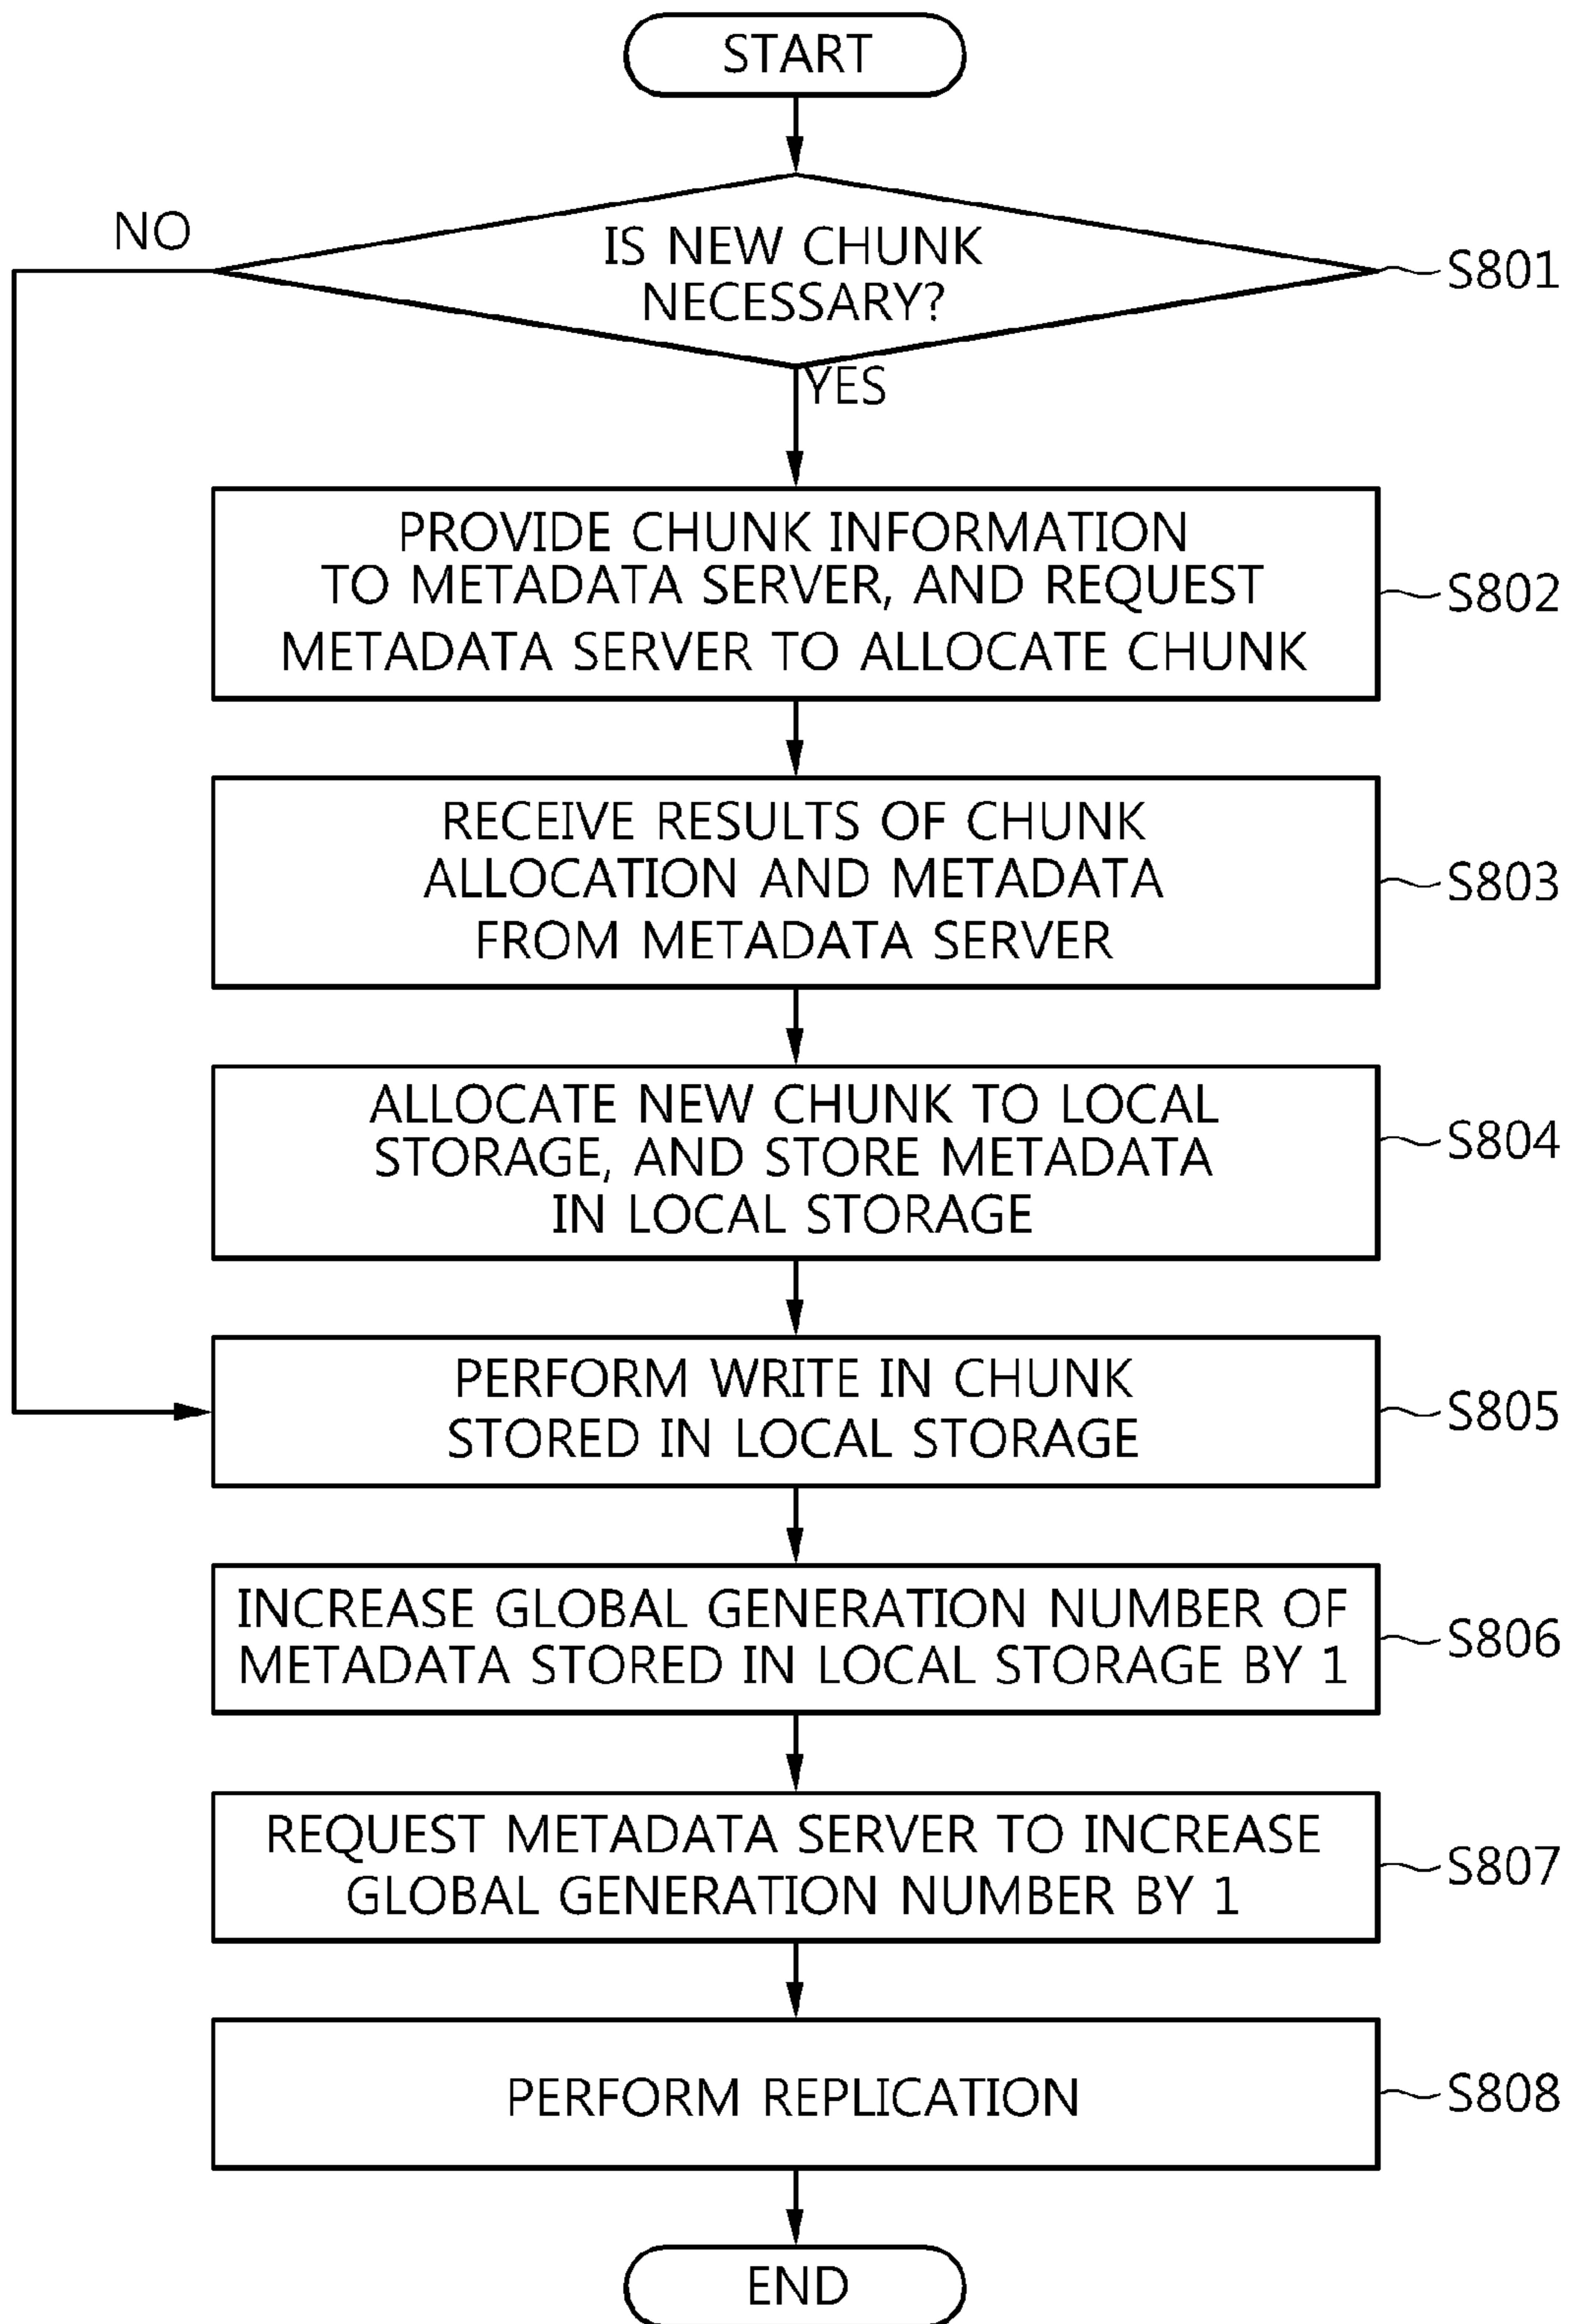 START
NO
IS NEW CHUNK
NECESSARY?
S801
YES
PROVIDE CHUNK INFORMATION
TO METADATA SERVER, AND REQUEST
METADATA SERVER TO ALLOCATE CHUNK
S802
RECEIVE RESULTS OF CHUNK
ALLOCATION AND METADATA
FROM METADATA SERVER
S803
ALLOCATE NEW CHUNK TO LOCAL
STORAGE, AND STORE METADATA
IN LOCAL STORAGE
S804
PERFORM WRITE IN CHUNK
STORED IN LOCAL STORAGE
S805
INCREASE GLOBAL GENERATION NUMBER OF
METADATA STORED IN LOCAL STORAGE BY 1
S806
REQUEST METADATA SERVER TO INCREASE
GLOBAL GENERATION NUMBER BY 1
S807
PERFORM REPLICATION
S808
END